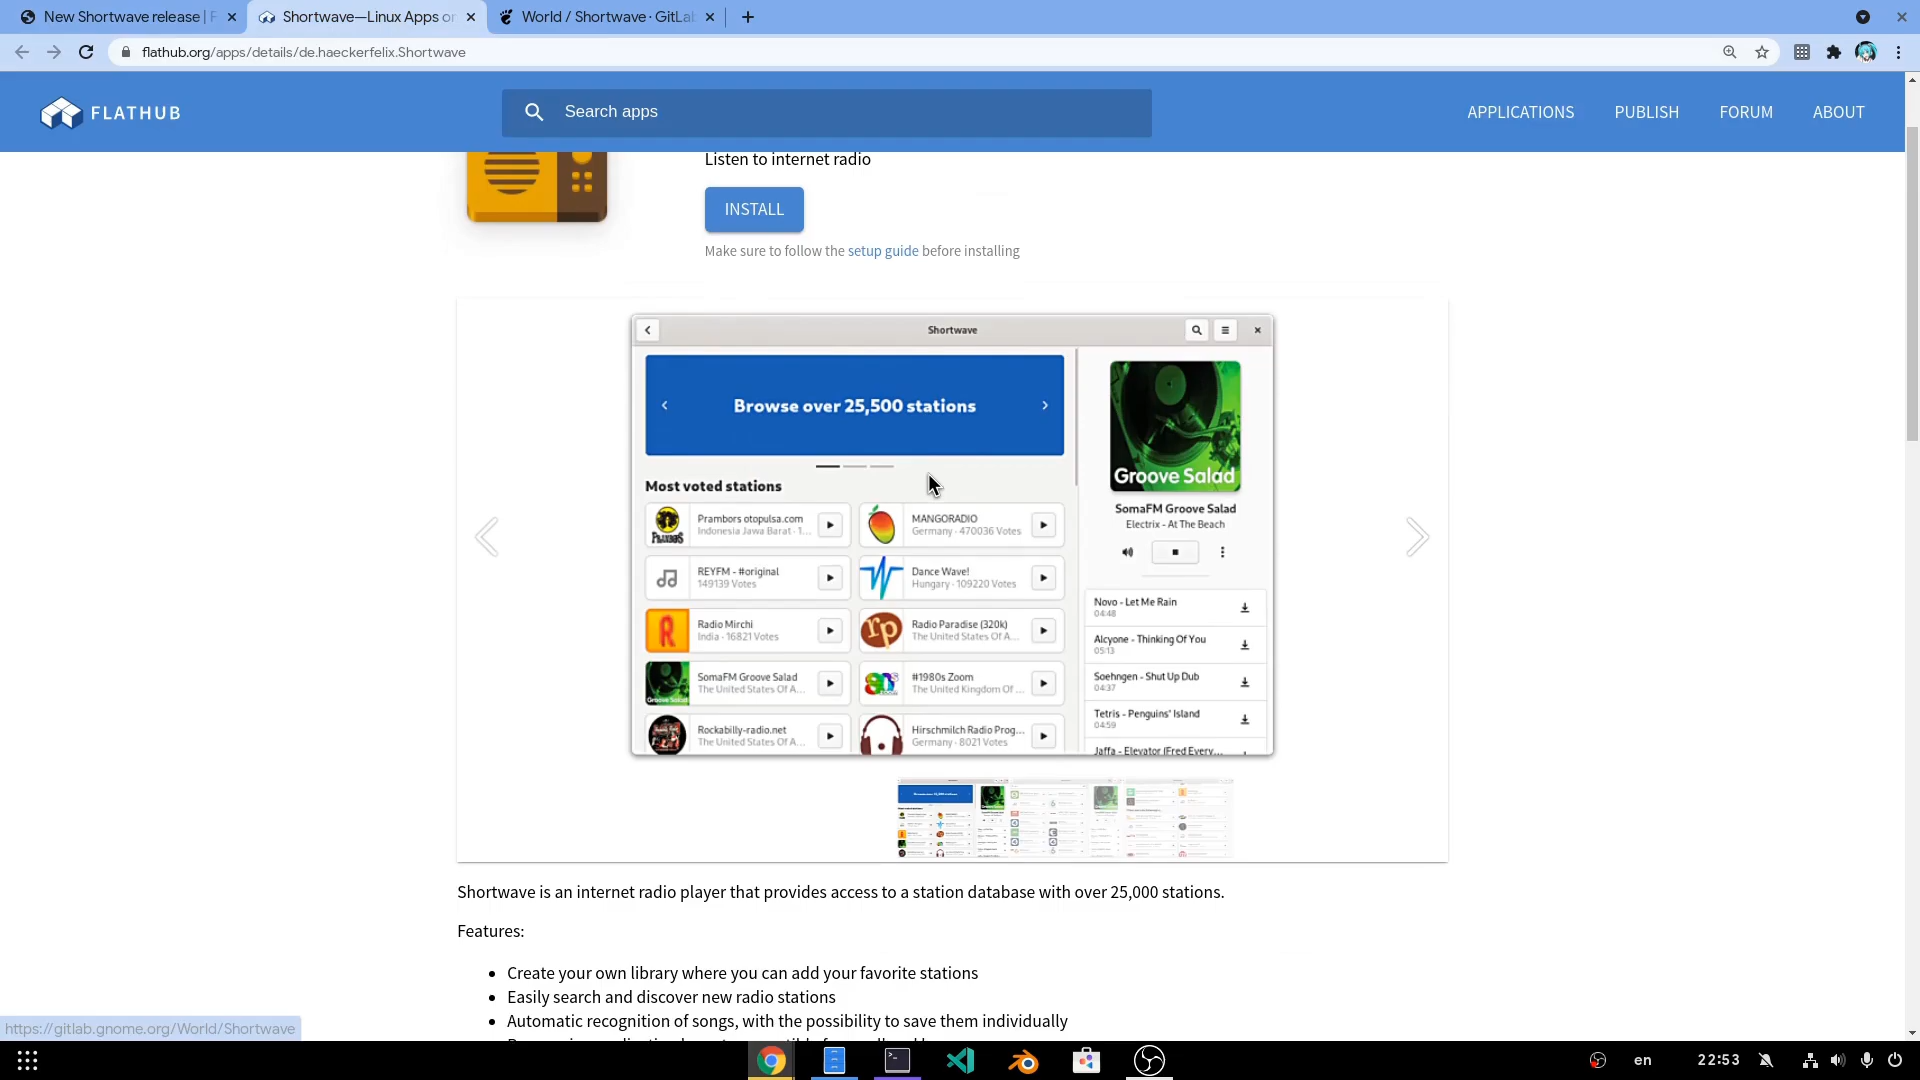 New Shortwave release |
Shortwave—Linux Apps on
World / Shortwave · GitLa
flathub.org/apps/details/de.haeckerfelix.Shortwave
FLATHUB
Search apps
APPLICATIONS
PUBLISH
FORUM
ABOUT
Listen to internet radio
INSTALL
Make sure to follow the setup guide before installing
Shortwave
Browse over 25,500 stations
Most voted stations
Prambors otopulsa.com
Indonesia Jawa Barat · 1...
MANGORADIO
Germany · 470036 Votes
REYFM - #original
149139 Votes
Dance Wave!
Hungary · 109220 Votes
Radio Mirchi
India · 16821 Votes
Radio Paradise (320k)
The United States Of A...
SomaFM Groove Salad
The United States Of A...
#1980s Zoom
The United Kingdom Of ...
Rockabilly-radio.net
The United States Of A...
Hirschmilch Radio Prog...
Germany · 8021 Votes
Groove Salad
SomaFM Groove Salad
Electrix - At The Beach
Novo - Let Me Rain
04:48
Alcyone - Thinking Of You
05:13
Soehngen - Shut Up Dub
04:37
Tetris - Penguins' Island
04:59
Jaffa - Elevator (Fred Every...
Shortwave is an internet radio player that provides access to a station database with over 25,000 stations.
Features:
Create your own library where you can add your favorite stations
Easily search and discover new radio stations
Automatic recognition of songs, with the possibility to save them individually
https://gitlab.gnome.org/World/Shortwave
en
22:53